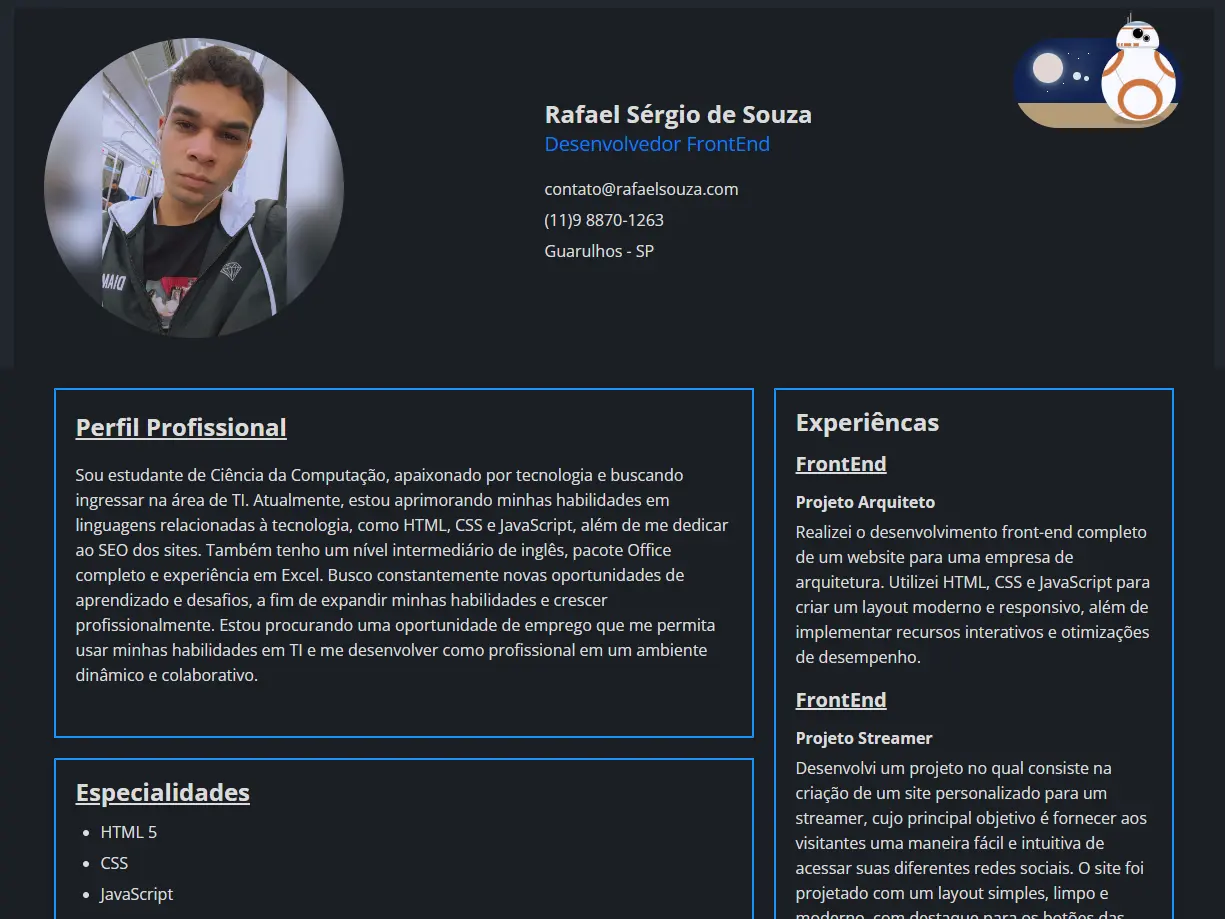 Rafael Sérgio de Souza
Desenvolvedor FrontEnd
contato@rafaelsouza.com
(11)9 8870-1263
Guarulhos - SP
Perfil Profissional
Sou estudante de Ciência da Computação, apaixonado por tecnologia e buscando
ingressar na área de TI. Atualmente, estou aprimorando minhas habilidades em
linguagens relacionadas à tecnologia, como HTML, CSS e JavaScript, além de me dedicar
ao SEO dos sites. Também tenho um nível intermediário de inglês, pacote Office
completo e experiência em Excel. Busco constantemente novas oportunidades de
aprendizado e desafios, a fim de expandir minhas habilidades e crescer
profissionalmente. Estou procurando uma oportunidade de emprego que me permita
usar minhas habilidades em TI e me desenvolver como profissional em um ambiente
dinâmico e colaborativo.
Especialidades
HTML 5
CSS
JavaScript
Experiêncas
FrontEnd
Projeto Arquiteto
Realizei o desenvolvimento front-end completo
de um website para uma empresa de
arquitetura. Utilizei HTML, CSS e JavaScript para
criar um layout moderno e responsivo, além de
implementar recursos interativos e otimizações
de desempenho.
FrontEnd
Projeto Streamer
Desenvolvi um projeto no qual consiste na
criação de um site personalizado para um
streamer, cujo principal objetivo é fornecer aos
visitantes uma maneira fácil e intuitiva de
acessar suas diferentes redes sociais. O site foi
projetado com um layout simples, limpo e
moderno, com destaque para os botões das